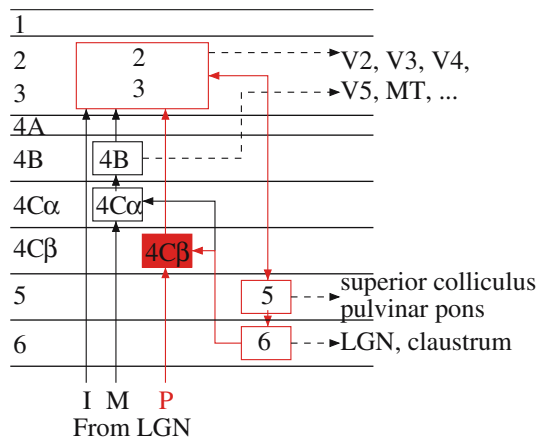 1
2
3
4A
4B
4Cα
4Cβ
5
6
2
3
4B
4Cα
4Cβ
5
6
V2, V3, V4,
V5, MT, ...
superior colliculus
pulvinar pons
LGN, claustrum
I M P
From LGN